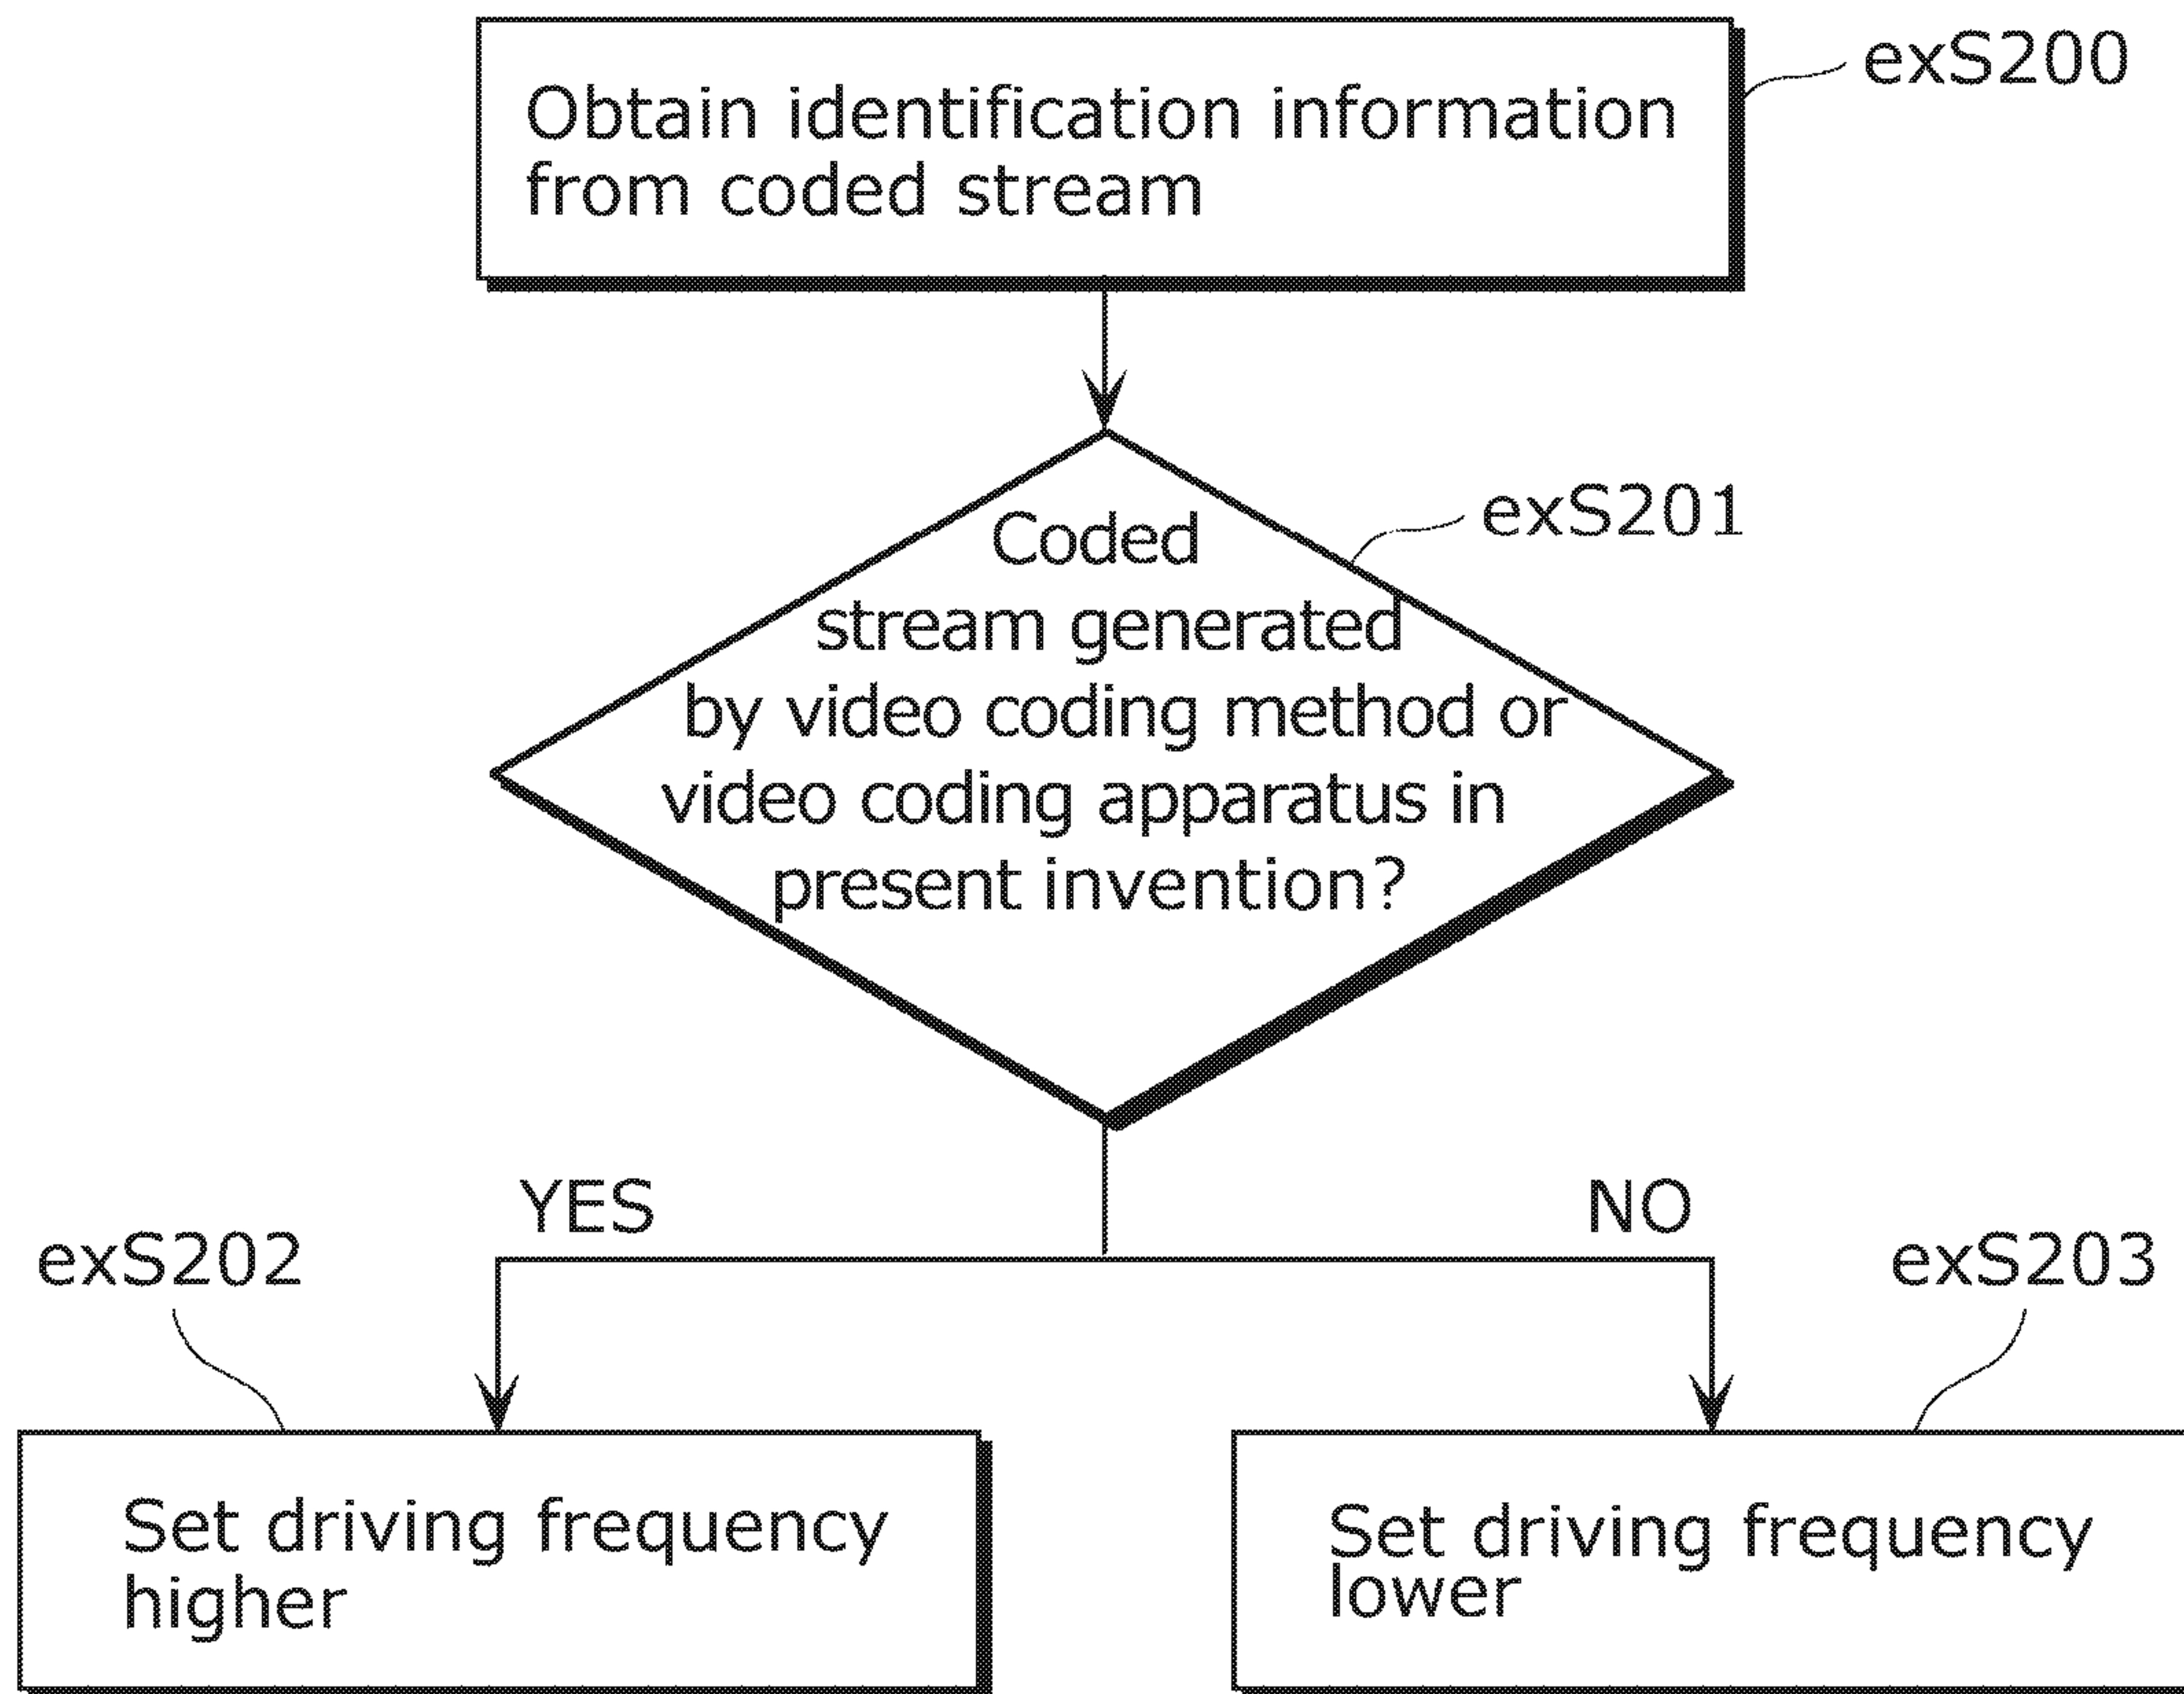 Obtain identification information
from coded stream
exS200
Coded
stream generated
by video coding method or
video coding apparatus in
present invention?
exS201
YES
NO
exS202
exS203
Set driving frequency
higher
Set driving frequency
lower